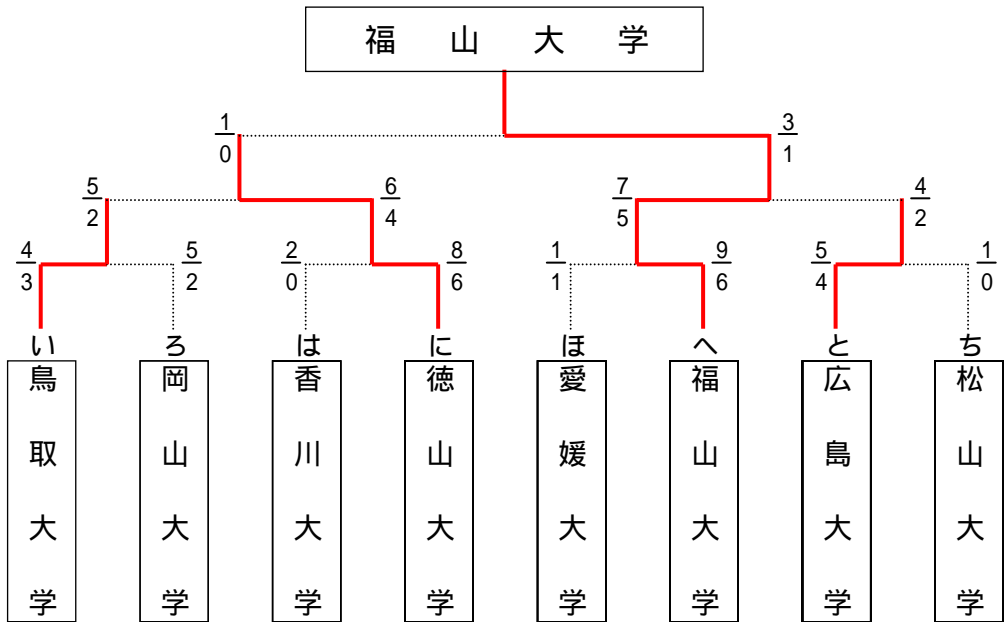 福山大学
1/0 3/1
5/2 6/4 7/5 4/2
4/3 5/2 2/0 8/6 1/1 9/6 5/4 1/0
い ろ は に ほ へ と ち
鳥取大学
岡山大学
香川大学
徳山大学
愛媛大学
福山大学
広島大学
松山大学